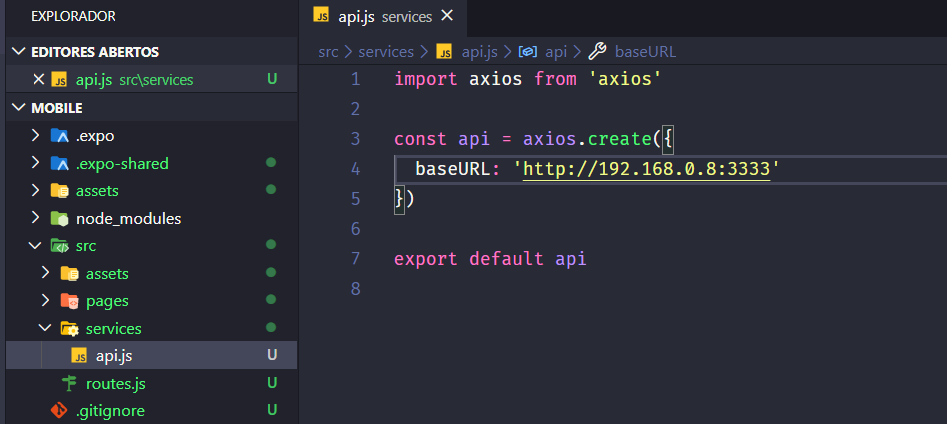 EXPLORADOR
EDITORES ABERTOS
api.js src\services U
MOBILE
.expo
.expo-shared
assets
node_modules
src
assets
pages
services
JS api.js U
routes.js U
.gitignore U
JS api.js services
src > services > JS api.js > api > baseURL
1 import axios from 'axios'
2
3 const api = axios.create({
4 baseURL: 'http://192.168.0.8:3333'
5 })
6
7 export default api
8